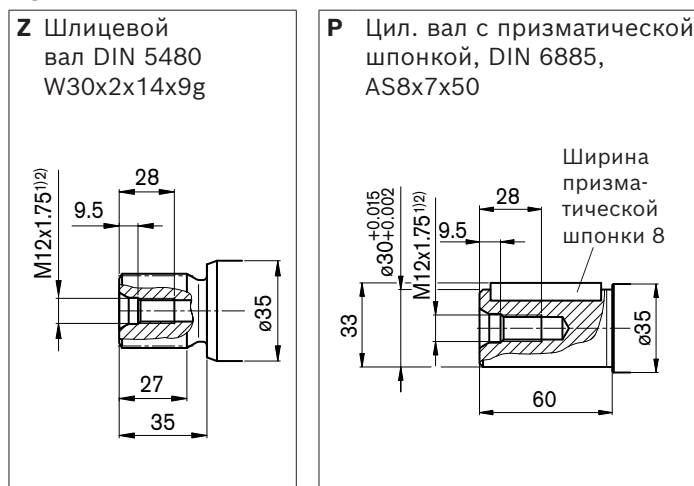 Z Шлицевой
вал DIN 5480
W30x2x14x9g
28
9.5
M12x1.75 1)2)
ø35
27
35
P Цил. вал с призматической
шпонкой, DIN 6885,
AS8x7x50
Ширина
призма-
тической
шпонки 8
28
9.5
ø30 +0.015
+0.002
M12x1.75 1)2)
33
ø35
60